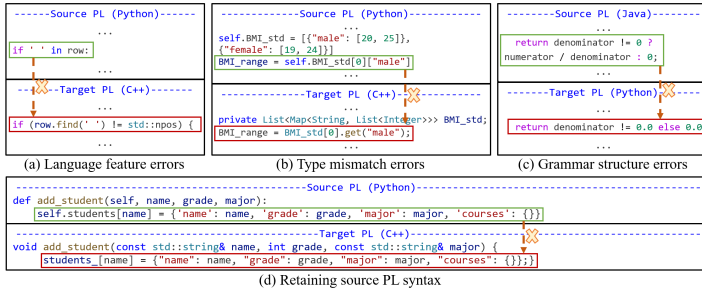 Source PL (Python)
...
if ' ' in row:
...
Target PL (C++)
...
if (row.find(' ') != std::npos) {
...
(a) Language feature errors
Source PL (Python)
...
self.BMI_std = [{"male": [20, 25]},
{"female": [19, 24]}]
BMI_range = self.BMI_std[0]["male"]
...
Target PL (C++)
...
private List<Map<String, List<Integer>>> BMI_std;
BMI_range = BMI_std[0].get("male");
...
(b) Type mismatch errors
Source PL (Java)
...
return denominator != 0 ?
numerator / denominator : 0;
...
Target PL (Python)
...
return denominator != 0.0 else 0.0
...
(c) Grammar structure errors
Source PL (Python)
def add_student(self, name, grade, major):
self.students[name] = {'name': name, 'grade': grade, 'major': major, 'courses': {}}
Target PL (C++)
void add_student(const std::string& name, int grade, const std::string& major) {
students_[name] = {"name": name, "grade": grade, "major": major, "courses": {}};}
(d) Retaining source PL syntax